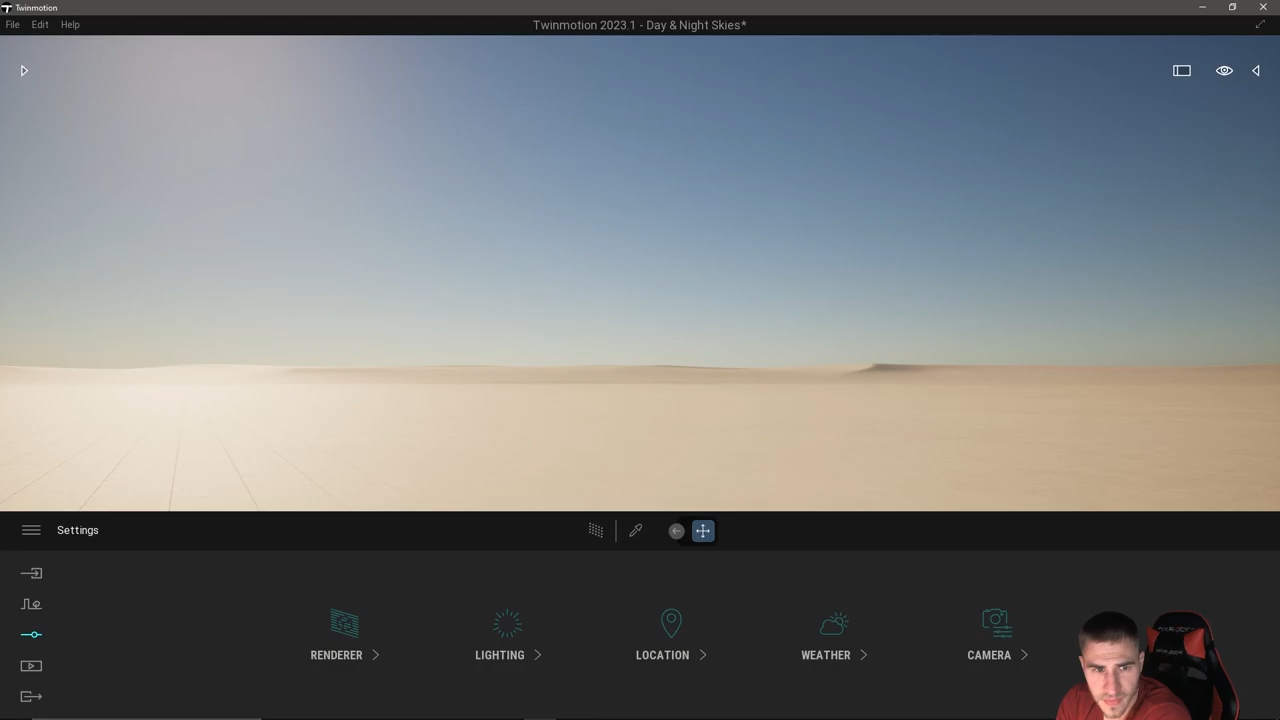 Twinmotion
File Edit Help
Twinmotion 2023.1 - Day & Night Skies*
Settings
RENDERER
LIGHTING
LOCATION
WEATHER
CAMERA